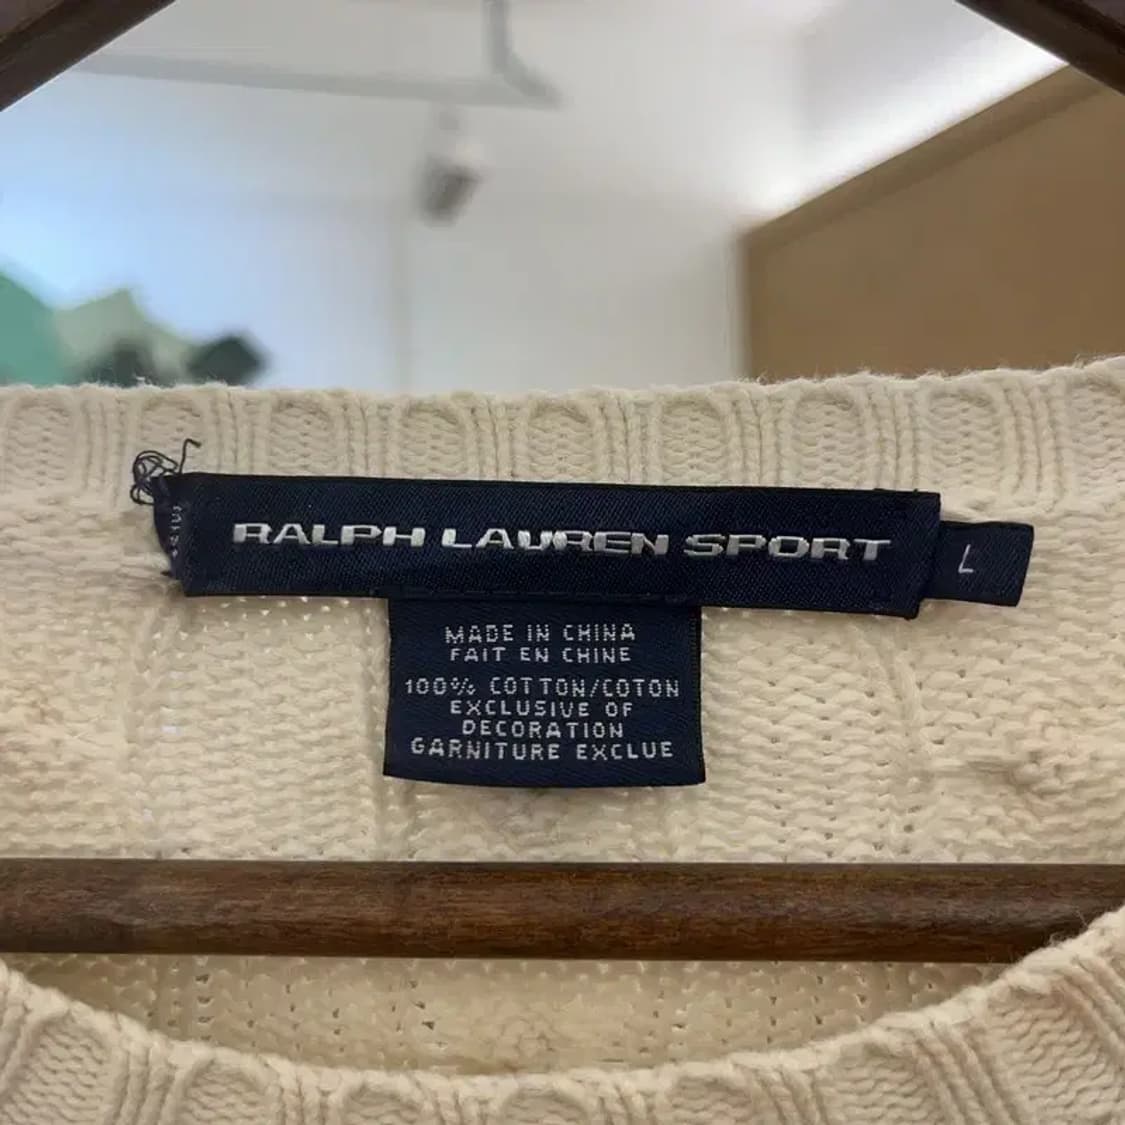 RALPH LAUREN SPORT
L
MADE IN CHINA
FAIT EN CHINE
100% COTTON/COTON
EXCLUSIVE OF
DECORATION
GARNITURE EXCLUE